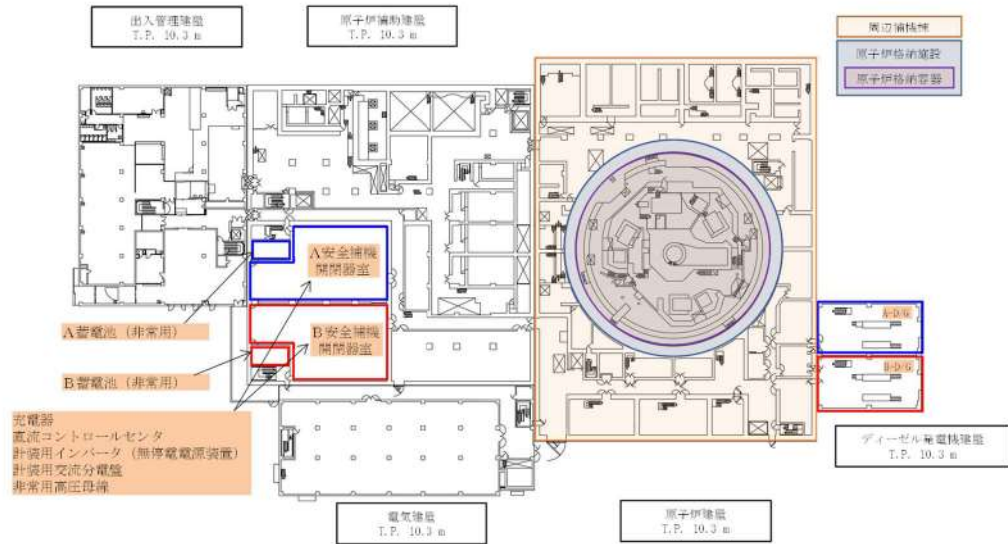 出入管理建屋
T.P. 10.3 m
原子炉補助建屋
T.P. 10.3 m
周辺補機棟
原子炉格納施設
原子炉格納容器
A安全補機
開閉器室
A-D/G
A蓄電池（非常用）
B安全補機
開閉器室
B-D/G
B蓄電池（非常用）
充電器
直流コントロールセンタ
計装用インバータ（無停電電源装置）
計装用交流分電盤
非常用高圧母線
ディーゼル発電機建屋
T.P. 10.3 m
電気建屋
T.P. 10.3 m
原子炉建屋
T.P. 10.3 m